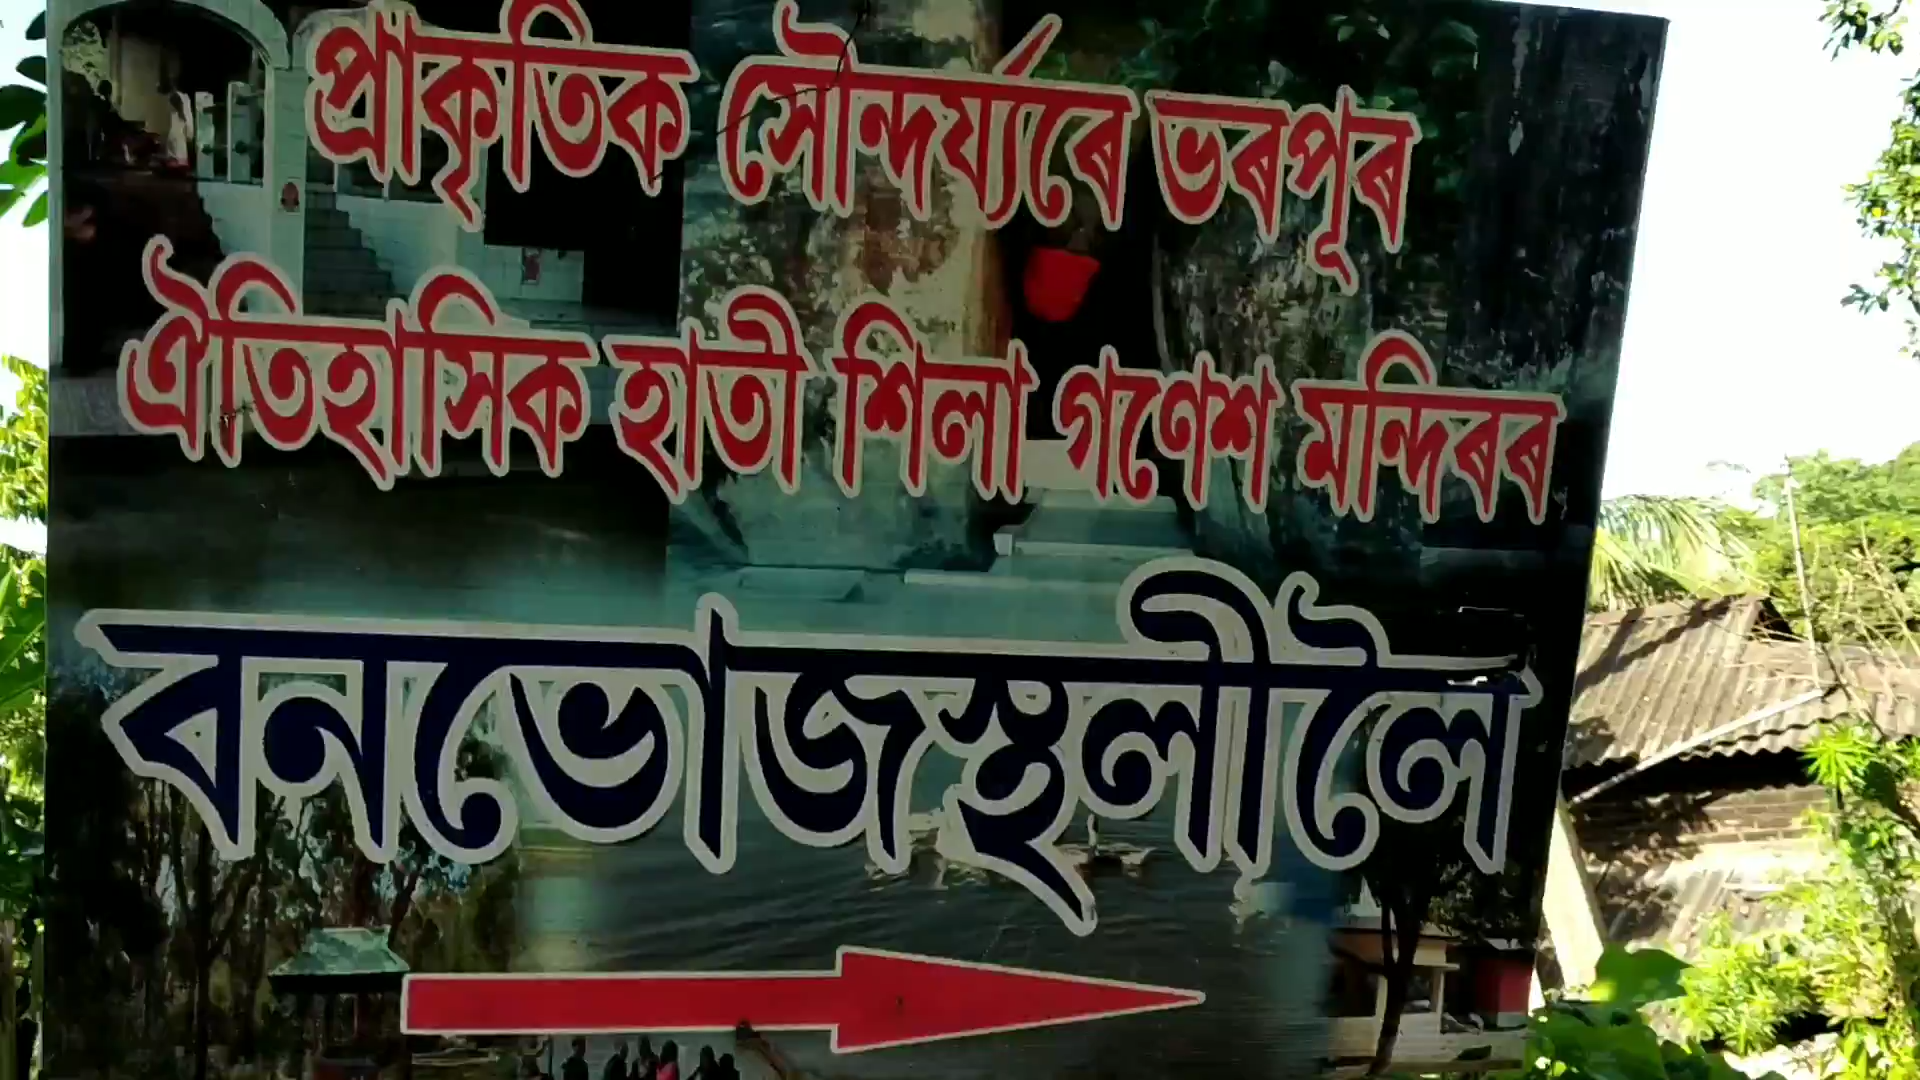 প্ৰাকৃতিক সৌন্দৰ্য্যৰে ভৰপূৰ
ঐতিহাসিক হাতী শিলা গণেশ মন্দিৰৰ
বনভোজস্থলীলৈ